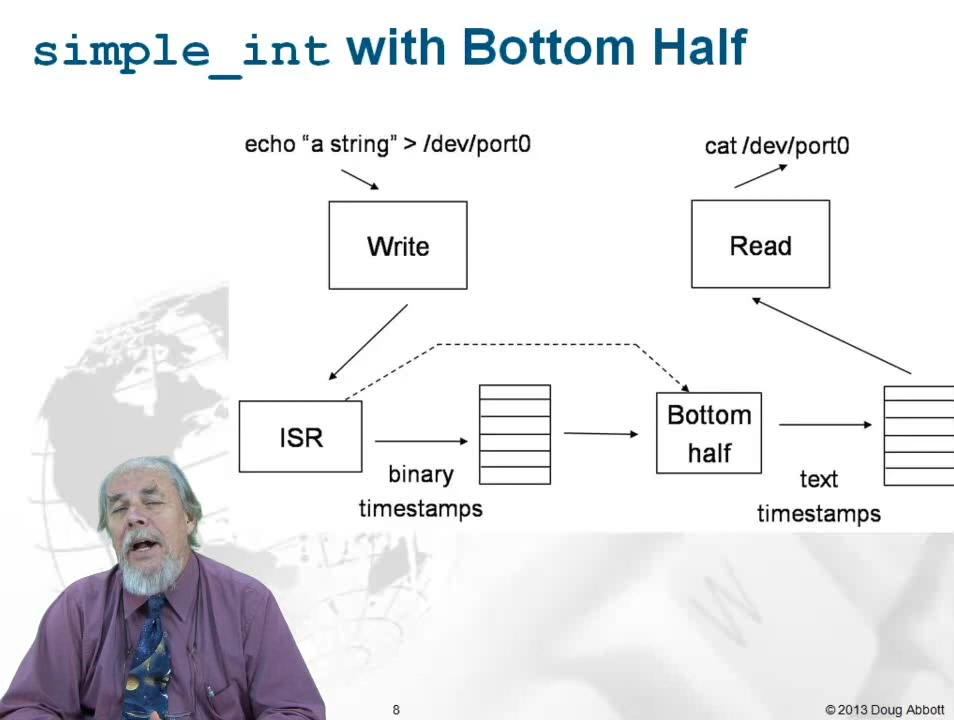 simple_int with Bottom Half
echo “a string” > /dev/port0
cat /dev/port0
Write
Read
ISR
Bottom
half
binary
timestamps
text
timestamps
W
8
© 2013 Doug Abbott